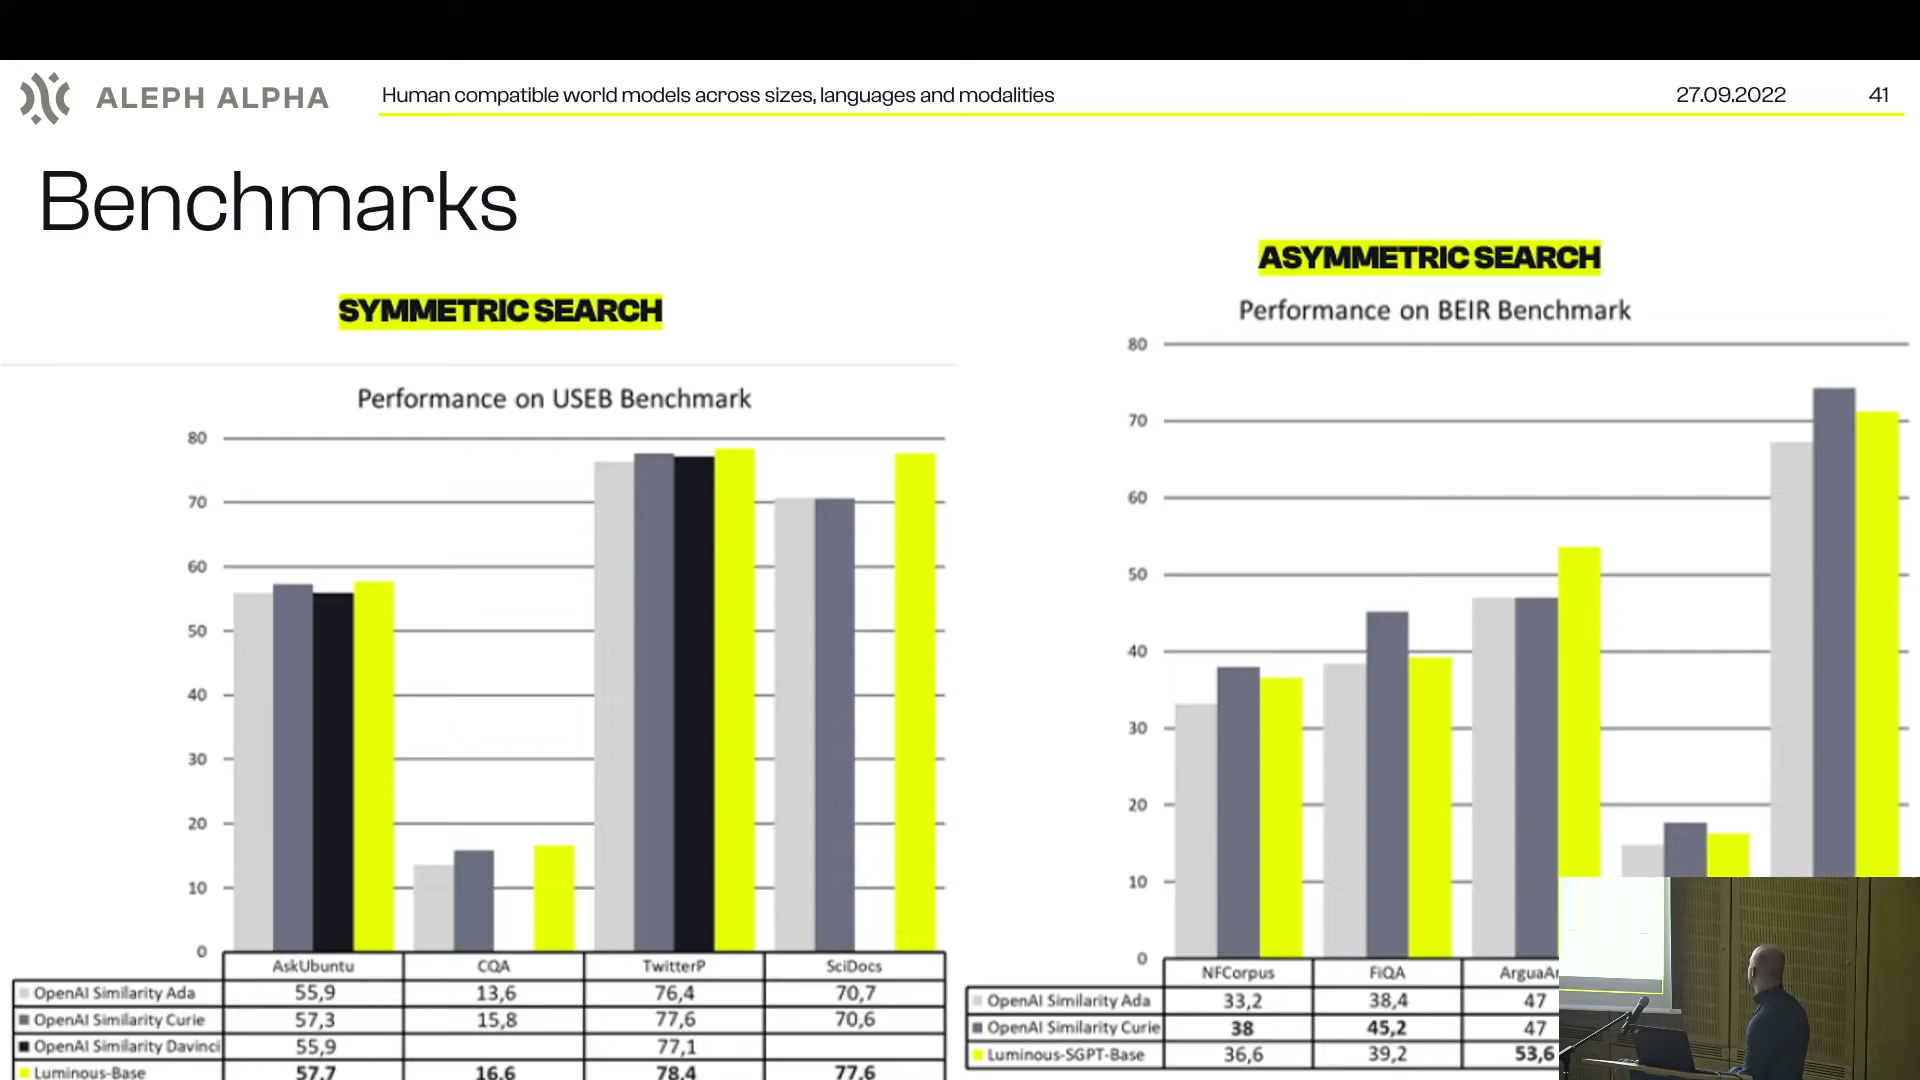 ALEPH ALPHA
Human compatible world models across sizes, languages and modalities
27.09.2022
41
Benchmarks
SYMMETRIC SEARCH
Performance on USEB Benchmark
80
70
60
50
40
30
20
10
0
AskUbuntu CQA TwitterP SciDocs
OpenAI Similarity Ada 55,9 13,6 76,4 70,7
OpenAI Similarity Curie 57,3 15,8 77,6 70,6
OpenAI Similarity Davinci 55,9 77,1
Luminous-Base 57,7 16,6 78,4 77,6
ASYMMETRIC SEARCH
Performance on BEIR Benchmark
80
70
60
50
40
30
20
10
0
NFCorpus FiQA
OpenAI Similarity Ada 33,2 38,4 47
OpenAI Similarity Curie 38 45,2 47
Luminous-SGPT-Base 36,6 39,2 53,6